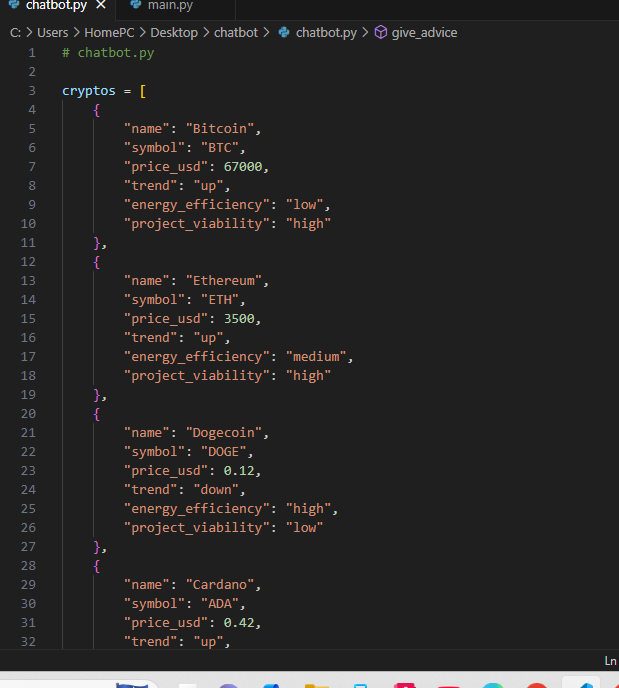 chatbot.py × main.py
C: > Users > HomePC > Desktop > chatbot > chatbot.py > give_advice
1 # chatbot.py
2
3 cryptos = [
4 {
5 "name": "Bitcoin",
6 "symbol": "BTC",
7 "price_usd": 67000,
8 "trend": "up",
9 "energy_efficiency": "low",
10 "project_viability": "high"
11 },
12 {
13 "name": "Ethereum",
14 "symbol": "ETH",
15 "price_usd": 3500,
16 "trend": "up",
17 "energy_efficiency": "medium",
18 "project_viability": "high"
19 },
20 {
21 "name": "Dogecoin",
22 "symbol": "DOGE",
23 "price_usd": 0.12,
24 "trend": "down",
25 "energy_efficiency": "high",
26 "project_viability": "low"
27 },
28 {
29 "name": "Cardano",
30 "symbol": "ADA",
31 "price_usd": 0.42,
32 "trend": "up",
Ln